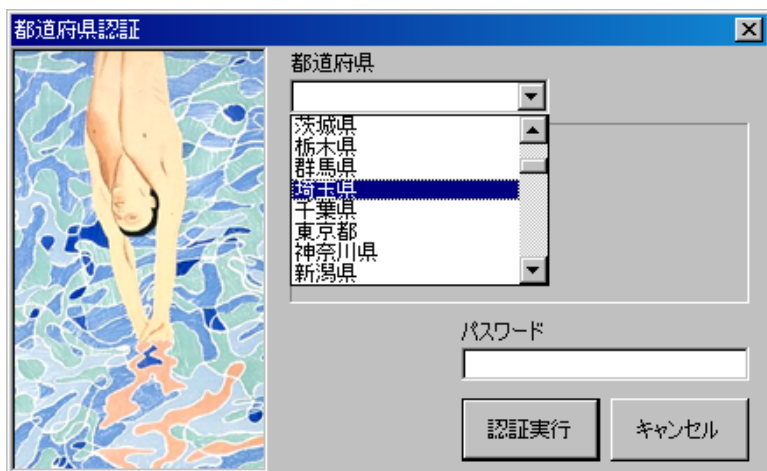 都道府県認証
都道府県
茨城県
栃木県
群馬県
埼玉県
千葉県
東京都
神奈川県
新潟県
パスワード
認証実行
キャンセル